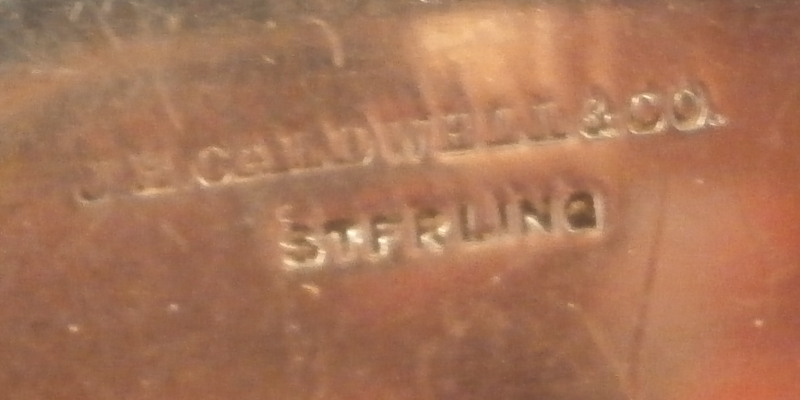 J.E. CALDWELL & CO.
STERLING